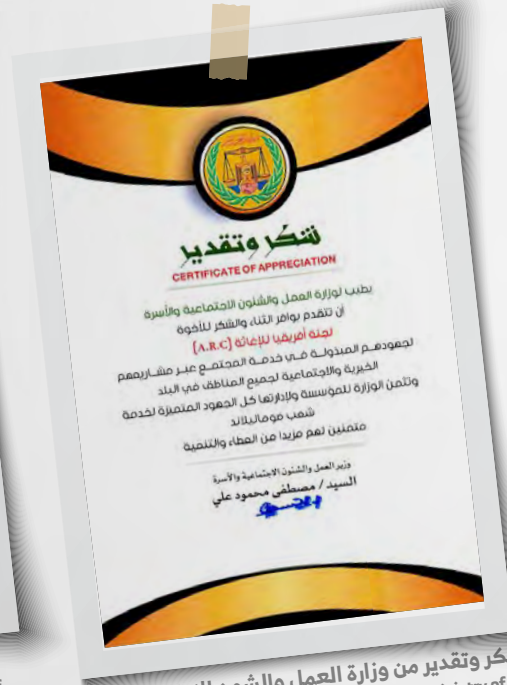 شكر وتقدير
CERTIFICATE OF APPRECIATION
يطيب لوزارة العمل والشئون الاجتماعية والأسرة
أن تتقدم بوافر الثناء والشكر للأخوة
لجنة أفريقيا للإغاثة (A.R.C)
لجهودهم المبذولة في خدمة المجتمع عبر مشاريعهم
الخيرية والاجتماعية لجميع المناطق في البلد
وتثمن الوزارة للمؤسسة ولإدارتها كل الجهود المتميزة لخدمة
شعب صوماليلاند
متمنين لهم مزيدا من العطاء والتنمية
وزير العمل والشئون الاجتماعية والأسرة
السيد / مصطفى محمود علي
كر وتقدير من وزارة العمل والشئون